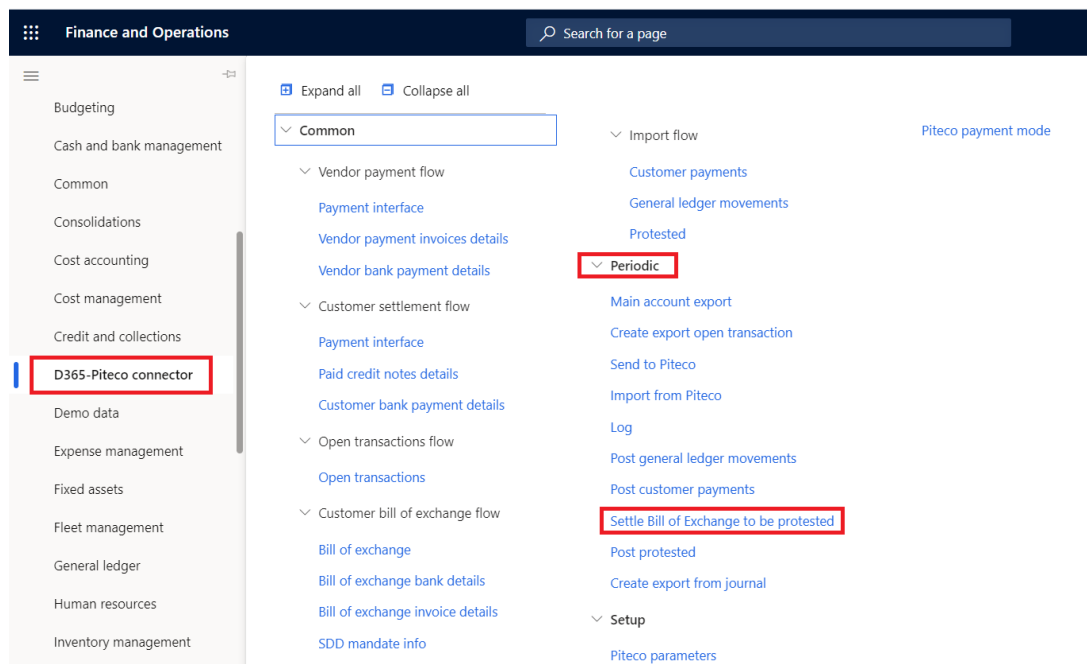 Finance and Operations
Search for a page
Budgeting
Cash and bank management
Common
Consolidations
Cost accounting
Cost management
Credit and collections
D365-Piteco connector
Demo data
Expense management
Fixed assets
Fleet management
General ledger
Human resources
Inventory management
Expand all
Collapse all
Common
Vendor payment flow
Payment interface
Vendor payment invoices details
Vendor bank payment details
Customer settlement flow
Payment interface
Paid credit notes details
Customer bank payment details
Open transactions flow
Open transactions
Customer bill of exchange flow
Bill of exchange
Bill of exchange bank details
Bill of exchange invoice details
SDD mandate info
Import flow
Customer payments
General ledger movements
Protested
Periodic
Main account export
Create export open transaction
Send to Piteco
Import from Piteco
Log
Post general ledger movements
Post customer payments
Settle Bill of Exchange to be protested
Post protested
Create export from journal
Setup
Piteco parameters
Piteco payment mode